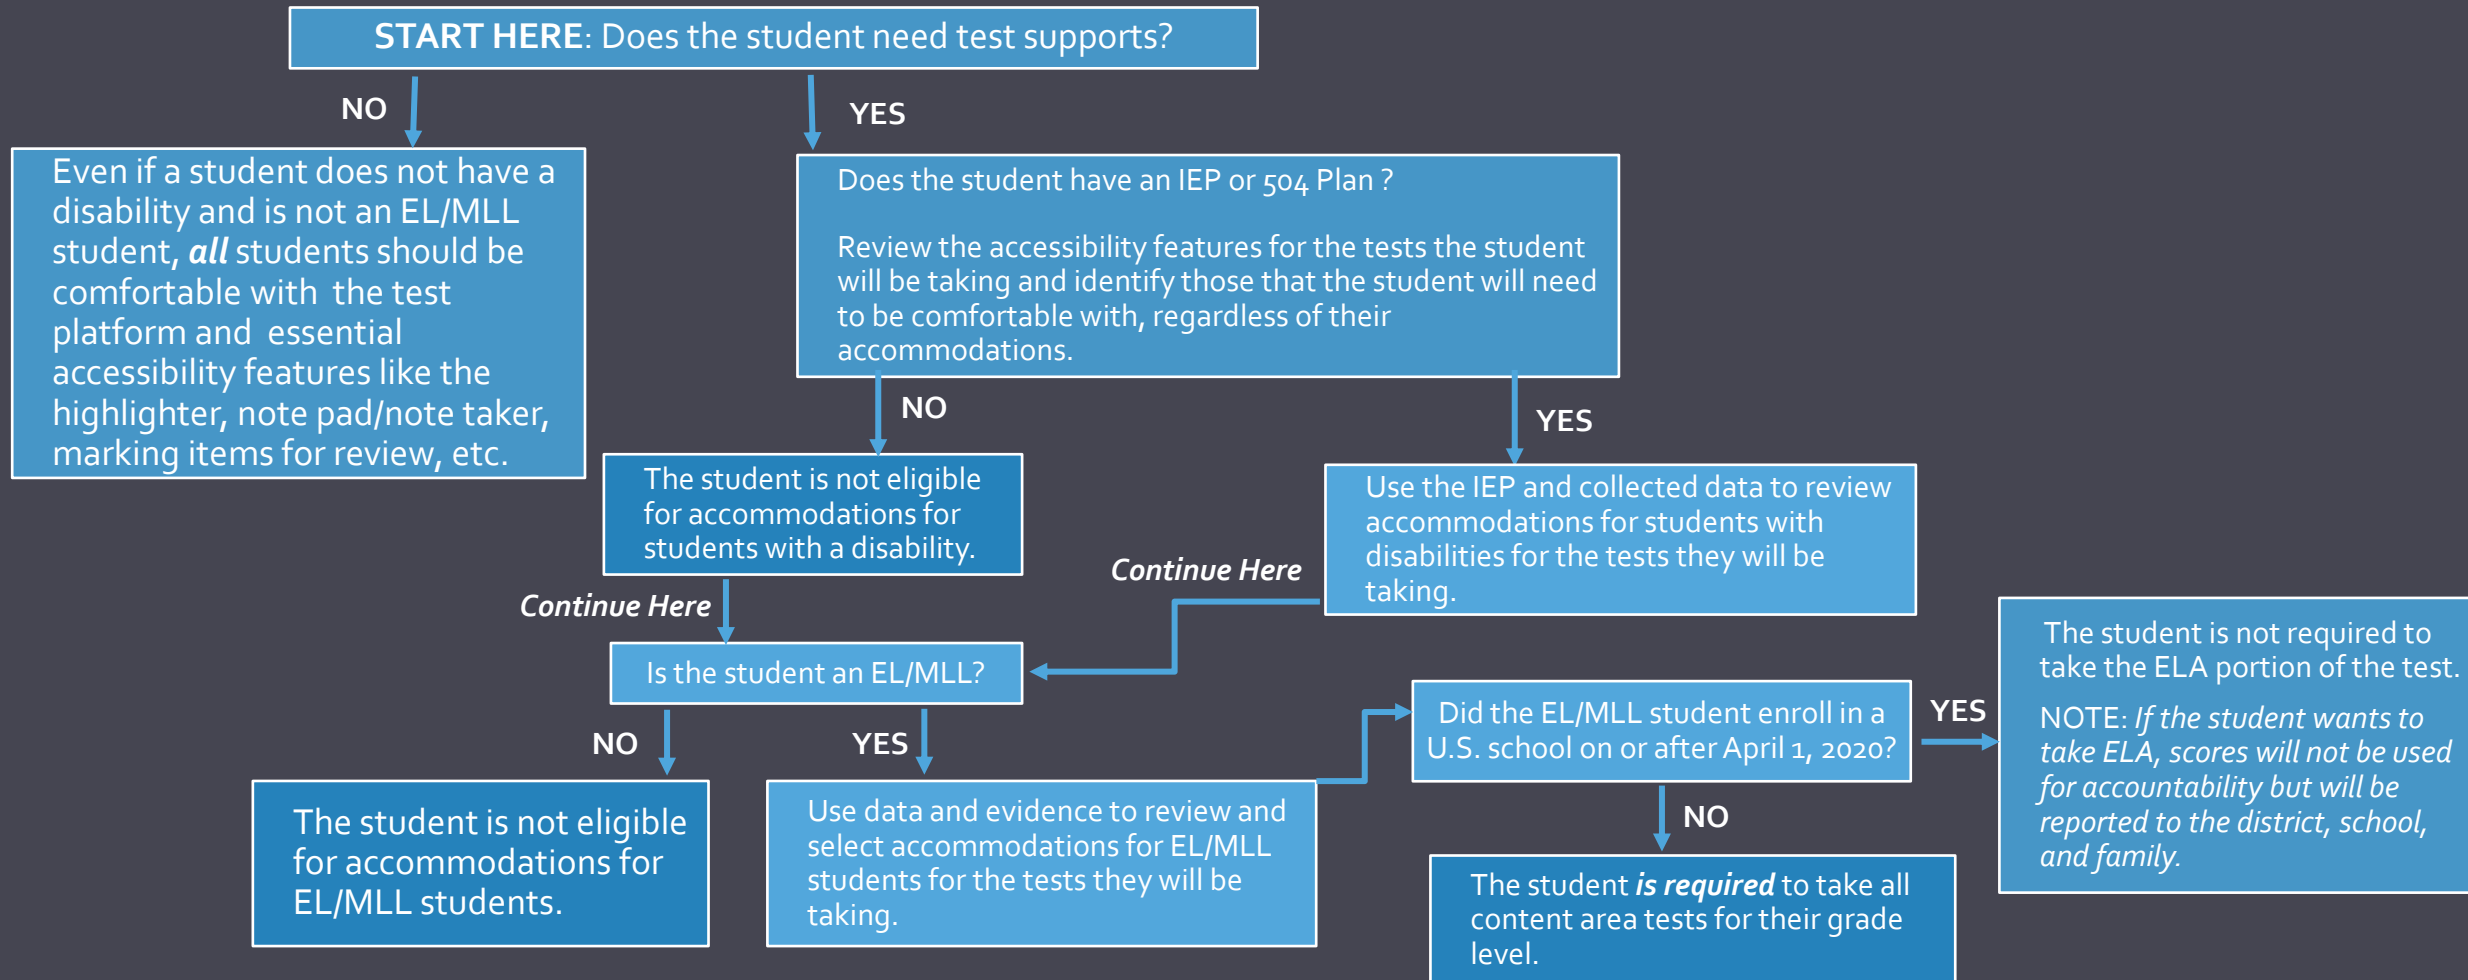 START HERE: Does the student need test supports?
NO
YES
Even if a student does not have a
disability and is not an EL/MLL
student, all students should be
comfortable with the test
platform and essential
accessibility features like the
highlighter, note pad/note taker,
marking items for review, etc.
Does the student have an IEP or 504 Plan ?
Review the accessibility features for the tests the student
will be taking and identify those that the student will need
to be comfortable with, regardless of their
accommodations.
NO
YES
The student is not eligible
for accommodations for
students with a disability.
Use the IEP and collected data to review
accommodations for students with
disabilities for the tests they will be
taking.
Continue Here
Continue Here
Is the student an EL/MLL?
NO
YES
The student is not eligible
for accommodations for
EL/MLL students.
Use data and evidence to review and
select accommodations for EL/MLL
students for the tests they will be
taking.
Did the EL/MLL student enroll in a
U.S. school on or after April 1, 2020?
YES
NO
The student is not required to
take the ELA portion of the test.
NOTE: If the student wants to
take ELA, scores will not be used
for accountability but will be
reported to the district, school,
and family.
The student is required to take all
content area tests for their grade
level.